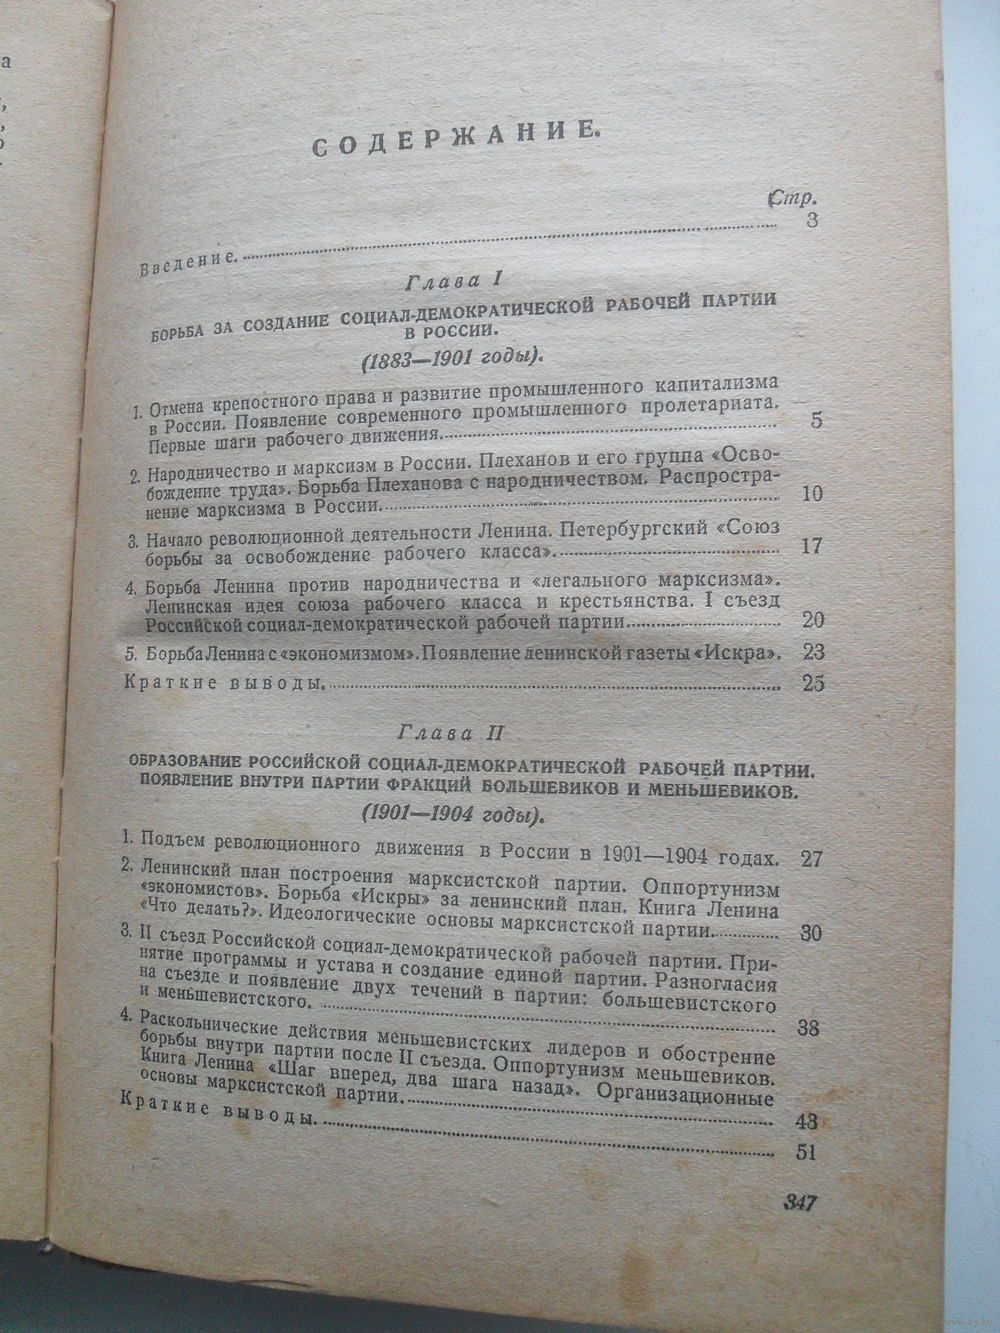 СОДЕРЖАНИЕ.
Стр.
Введение. 3
Глава I
БОРЬБА ЗА СОЗДАНИЕ СОЦИАЛ-ДЕМОКРАТИЧЕСКОЙ РАБОЧЕЙ ПАРТИИ
В РОССИИ.
(1883—1901 годы).
1. Отмена крепостного права и развитие промышленного капитализма
в России. Появление современного промышленного пролетариата.
Первые шаги рабочего движения. 5
2. Народничество и марксизм в России. Плеханов и его группа «Осво-
бождение труда». Борьба Плеханова с народничеством. Распростра-
нение марксизма в России. 10
3. Начало революционной деятельности Ленина. Петербургский «Союз
борьбы за освобождение рабочего класса». 17
4. Борьба Ленина против народничества и «легального марксизма».
Ленинская идея союза рабочего класса и крестьянства. I съезд
Российской социал-демократической рабочей партии. 20
5. Борьба Ленина с «экономизмом». Появление ленинской газеты «Искра». 23
Краткие выводы. 25
Глава II
ОБРАЗОВАНИЕ РОССИЙСКОЙ СОЦИАЛ-ДЕМОКРАТИЧЕСКОЙ РАБОЧЕЙ ПАРТИИ.
ПОЯВЛЕНИЕ ВНУТРИ ПАРТИИ ФРАКЦИЙ БОЛЬШЕВИКОВ И МЕНЬШЕВИКОВ.
(1901—1904 годы).
1. Подъем революционного движения в России в 1901—1904 годах. 27
2. Ленинский план построения марксистской партии. Оппортунизм
«экономистов». Борьба «Искры» за ленинский план. Книга Ленина
«Что делать?». Идеологические основы марксистской партии. 30
3. II съезд Российской социал-демократической рабочей партии. При-
нятие программы и устава и создание единой партии. Разногласия
на съезде и появление двух течений в партии: большевистского
и меньшевистского. 38
4. Раскольнические действия меньшевистских лидеров и обострение
борьбы внутри партии после II съезда. Оппортунизм меньшевиков.
Книга Ленина «Шаг вперед, два шага назад». Организационные
основы марксистской партии. 43
Краткие выводы. 51
347
www.ay.by